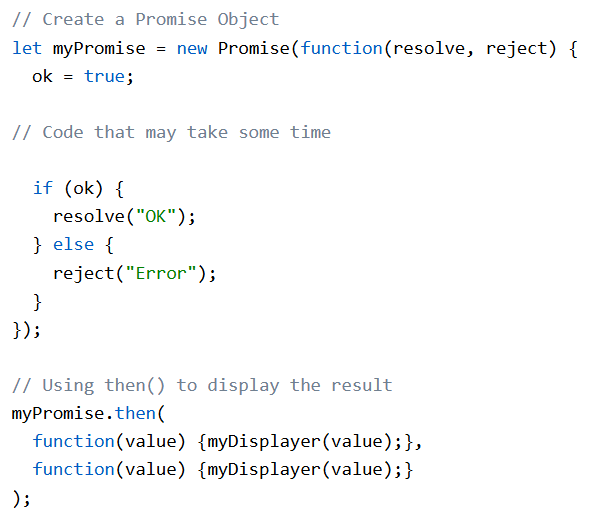 // Create a Promise Object
let myPromise = new Promise(function(resolve, reject) {
  ok = true;

// Code that may take some time

  if (ok) {
    resolve("OK");
  } else {
    reject("Error");
  }
});

// Using then() to display the result
myPromise.then(
  function(value) {myDisplayer(value);},
  function(value) {myDisplayer(value);}
);